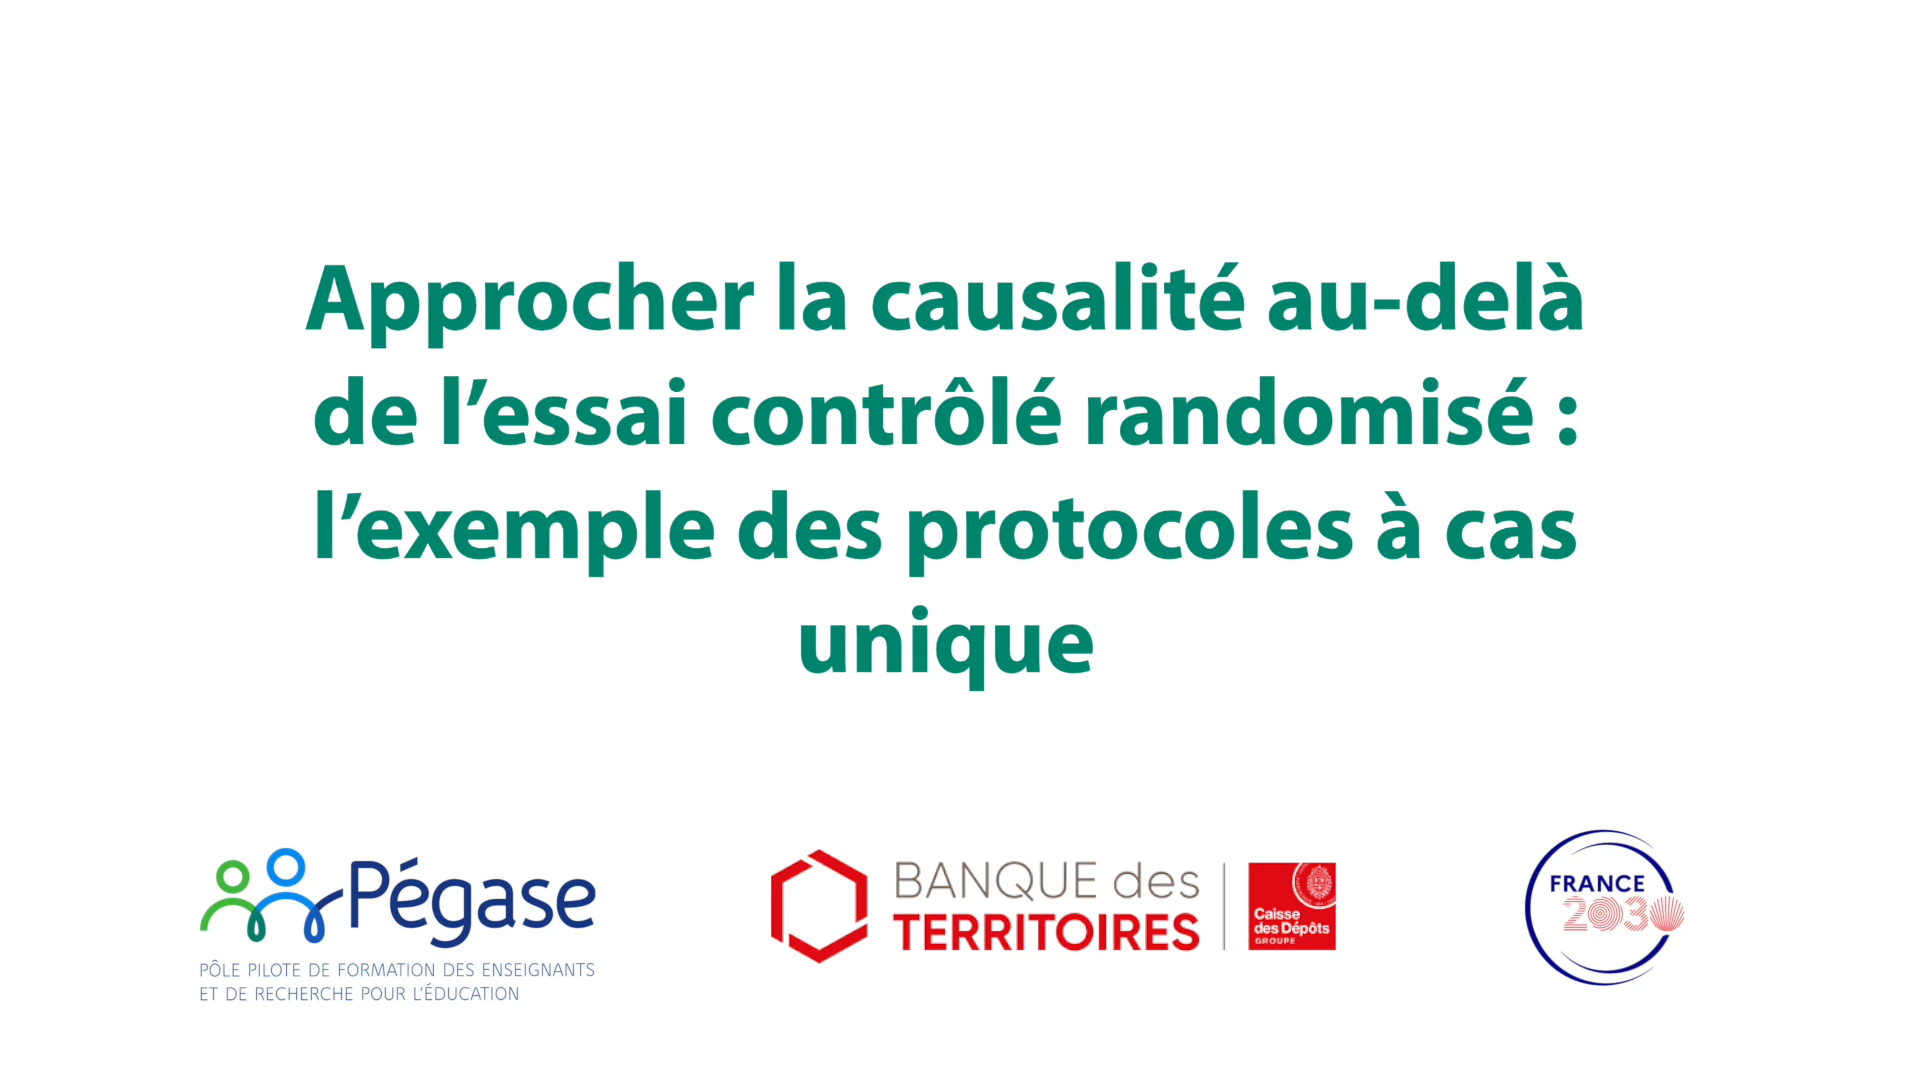 Approcher la causalité au-delà
de l’essai contrôlé randomisé :
l’exemple des protocoles à cas
unique
Pégase
PÔLE PILOTE DE FORMATION DES ENSEIGNANTS
ET DE RECHERCHE POUR L’ÉDUCATION
BANQUE des
TERRITOIRES
Caisse
des Dépôts
GROUPE
FRANCE
2030